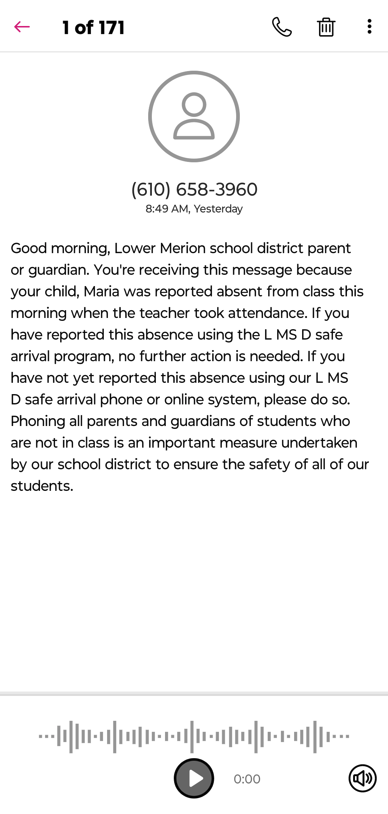 1 of 171
(610) 658-3960
8:49 AM, Yesterday
Good morning, Lower Merion school district parent
or guardian. You're receiving this message because
your child, Maria was reported absent from class this
morning when the teacher took attendance. If you
have reported this absence using the L MS D safe
arrival program, no further action is needed. If you
have not yet reported this absence using our L MS
D safe arrival phone or online system, please do so.
Phoning all parents and guardians of students who
are not in class is an important measure undertaken
by our school district to ensure the safety of all of our
students.
0:00